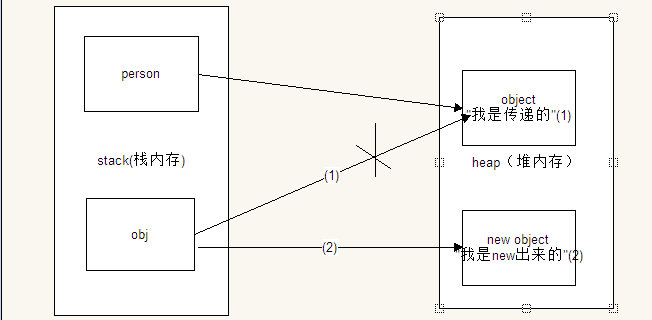 person
object
"我是传递的"(1)
stack(栈内存)
heap（堆内存）
(1)
obj
(2)
new object
"我是new出来的"(2)